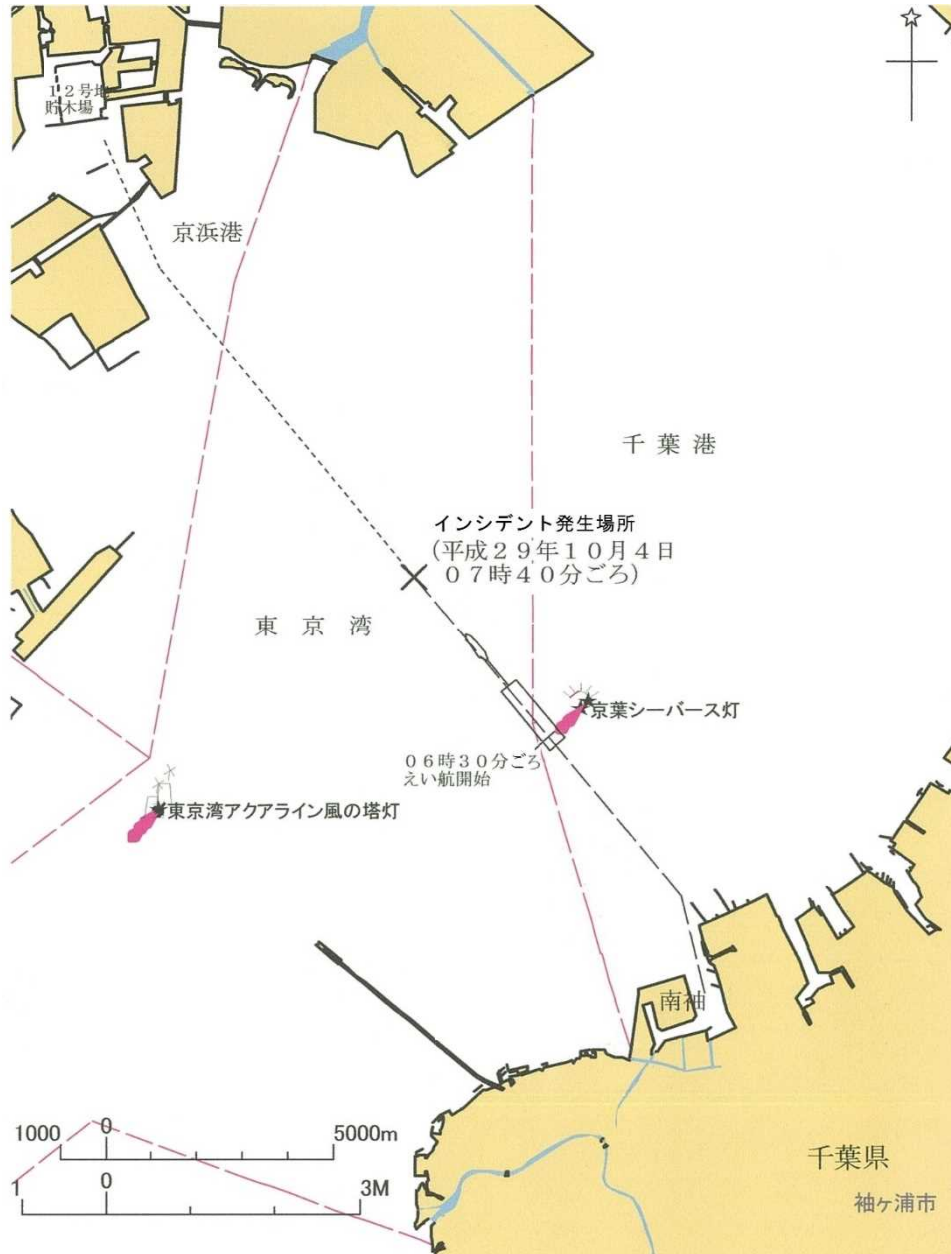 １２号地
貯木場
京浜港
千葉港
インシデント発生場所
(平成２９年１０月４日
０７時４０分ごろ)
東京湾
京葉シーバース灯
０６時３０分ごろ
えい航開始
東京湾アクアライン風の塔灯
南袖
1000 0 5000m
1 0 3M
千葉県
袖ヶ浦市